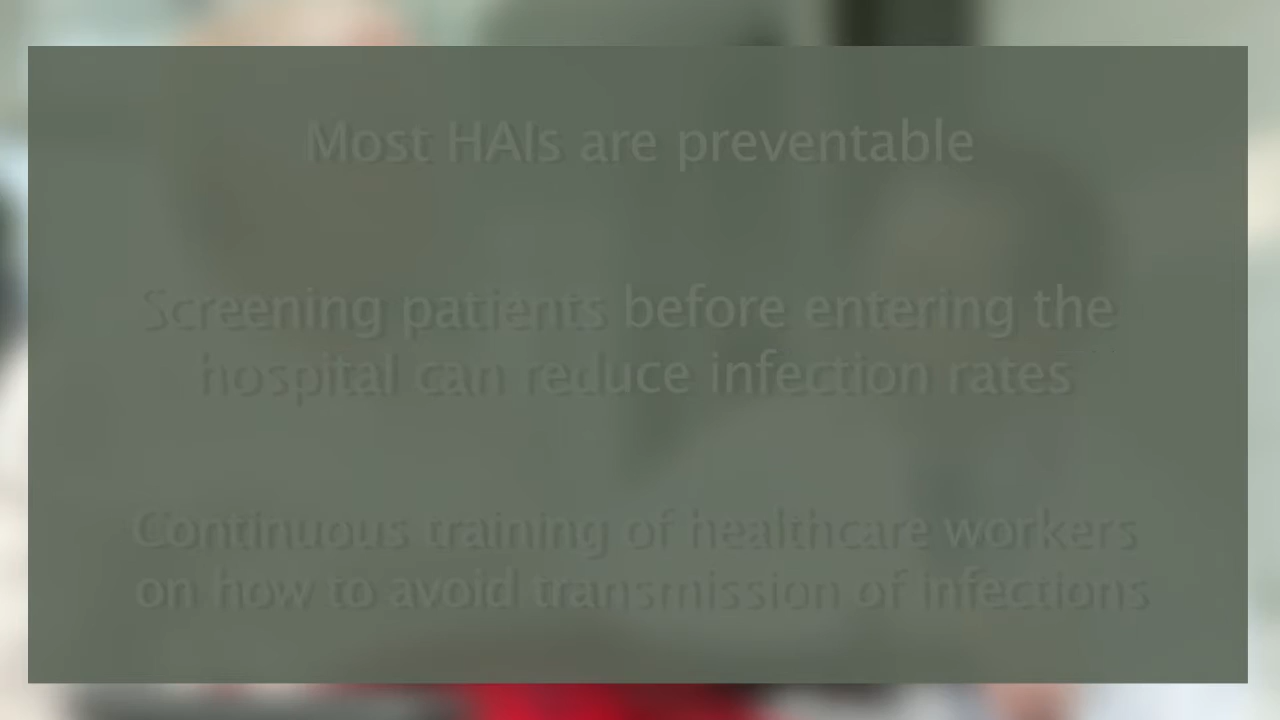 Most HAIs are preventable
Screening patients before entering the
hospital can reduce infection rates
Continuous training of healthcare workers
on how to avoid transmission of infections